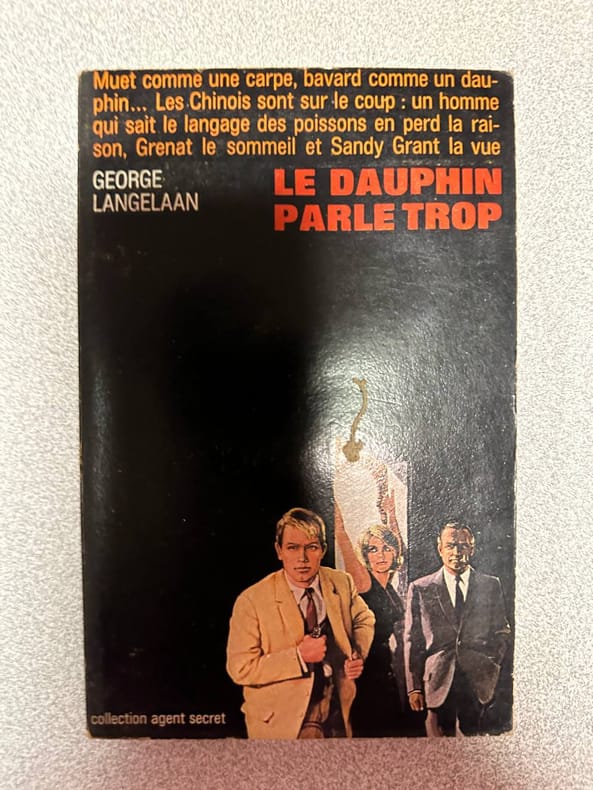 Muet comme une carpe, bavard comme un dau-
phin... Les Chinois sont sur le coup : un homme
qui sait le langage des poissons en perd la rai-
son, Grenat le sommeil et Sandy Grant la vue
GEORGE
LANGELAAN
LE DAUPHIN
PARLE TROP
collection agent secret